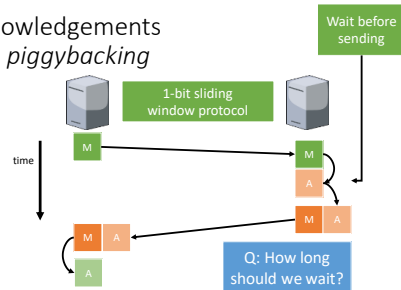 owledgements
piggybacking
Wait before
sending
1-bit sliding
window protocol
time
M
M
A
M A
M A
A
Q: How long
should we wait?